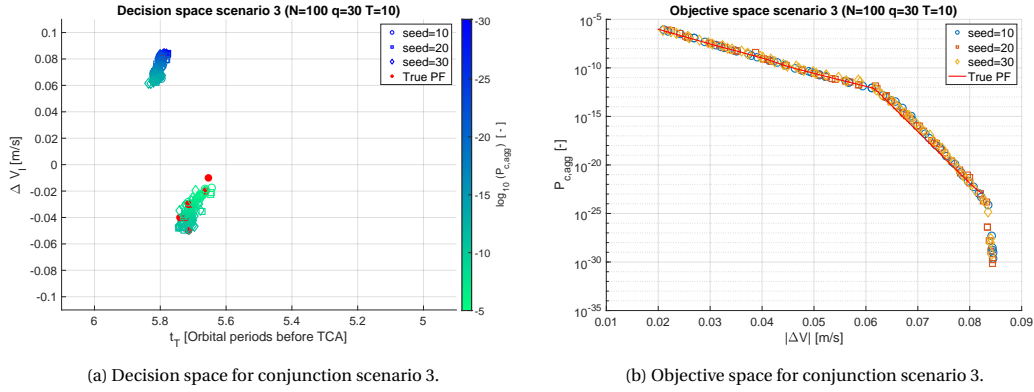 Decision space scenario 3 (N=100 q=30 T=10)
0.1
0.08
0.06
0.04
0.02
0
-0.02
-0.04
-0.06
-0.08
-0.1
Δ V_I [m/s]
seed=10
seed=20
seed=30
True PF
6
5.8
5.6
5.4
5.2
5
t_T [Orbital periods before TCA]
-30
-25
-20
-15
-10
-5
log_10 (P_c,agg) [-]
(a) Decision space for conjunction scenario 3.
Objective space scenario 3 (N=100 q=30 T=10)
10^-5
10^-10
10^-15
10^-20
10^-25
10^-30
10^-35
P_c,agg [-]
seed=10
seed=20
seed=30
True PF
0.01
0.02
0.03
0.04
0.05
0.06
0.07
0.08
0.09
|ΔV| [m/s]
(b) Objective space for conjunction scenario 3.